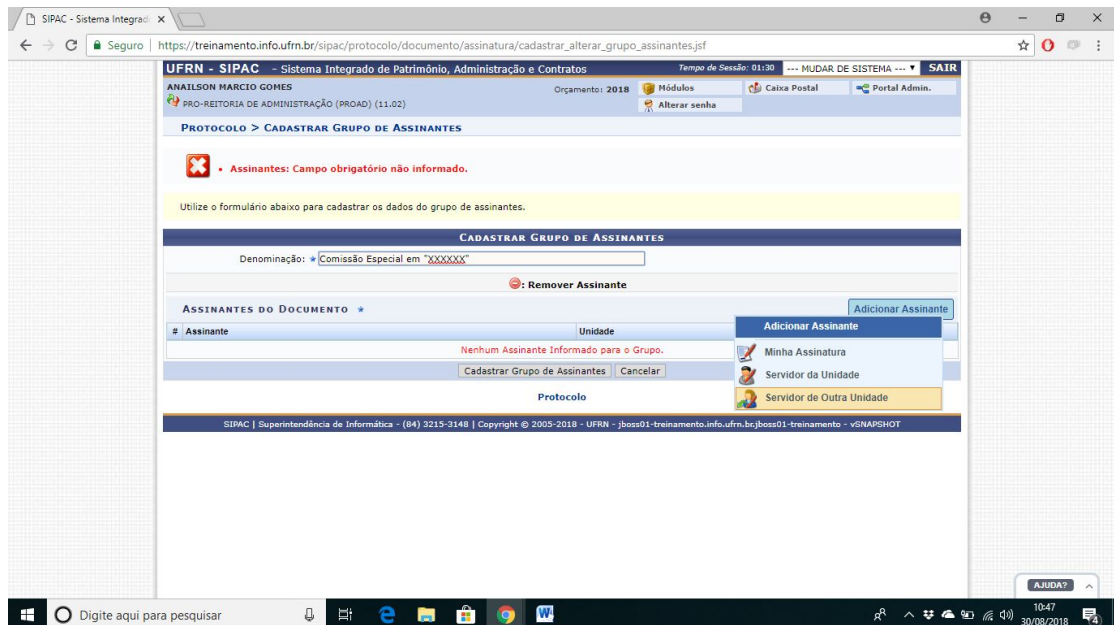 SIPAC - Sistema Integrad
Seguro | https://treinamento.info.ufrn.br/sipac/protocolo/documento/assinatura/cadastrar_alterar_grupo_assinantes.jsf
UFRN - SIPAC - Sistema Integrado de Patrimônio, Administração e Contratos Tempo de Sessão: 01:30 --- MUDAR DE SISTEMA --- SAIR
ANAILSON MARCIO GOMES Orçamento: 2018 Módulos Caixa Postal Portal Admin.
PRO-REITORIA DE ADMINISTRAÇÃO (PROAD) (11.02) Alterar senha
PROTOCOLO > CADASTRAR GRUPO DE ASSINANTES
• Assinantes: Campo obrigatório não informado.
Utilize o formulário abaixo para cadastrar os dados do grupo de assinantes.
CADASTRAR GRUPO DE ASSINANTES
Denominação: Comissão Especial em "XXXXXX"
: Remover Assinante
ASSINANTES DO DOCUMENTO Adicionar Assinante
# Assinante Unidade
Adicionar Assinante
Nenhum Assinante Informado para o Grupo.
Minha Assinatura
Cadastrar Grupo de Assinantes Cancelar
Servidor da Unidade
Protocolo
Servidor de Outra Unidade
SIPAC | Superintendência de Informática - (84) 3215-3148 | Copyright © 2005-2018 - UFRN - jboss01-treinamento.info.ufrn.br.jboss01-treinamento - vSNAPSHOT
AJUDA?
Digite aqui para pesquisar
10:47
30/08/2018
4